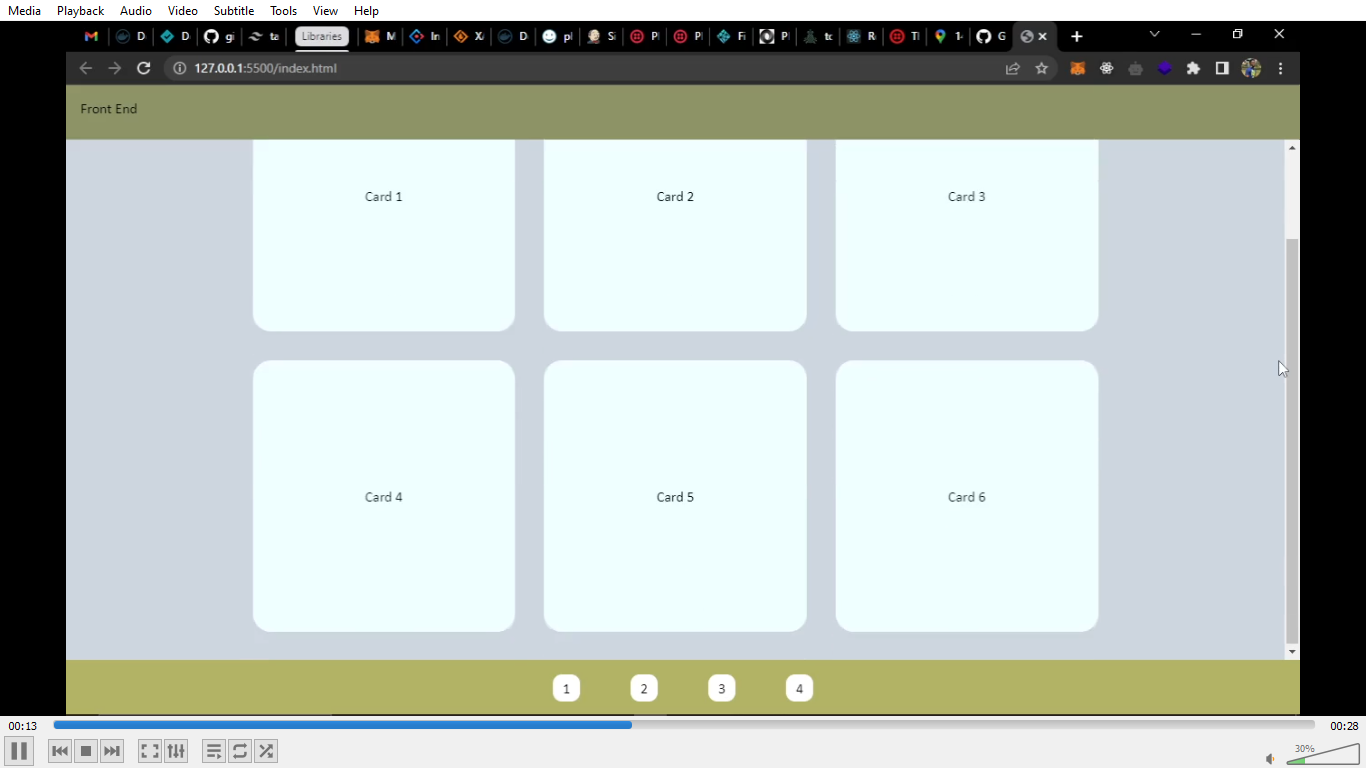 Media Playback Audio Video Subtitle Tools View Help
D D gi ta Libraries M In X D pl Si Pl Pl Fi Pl to R Tl 1- G
127.0.0.1:5500/index.html
Front End
Card 1 Card 2 Card 3
Card 4 Card 5 Card 6
1 2 3 4
00:13 00:28
30%